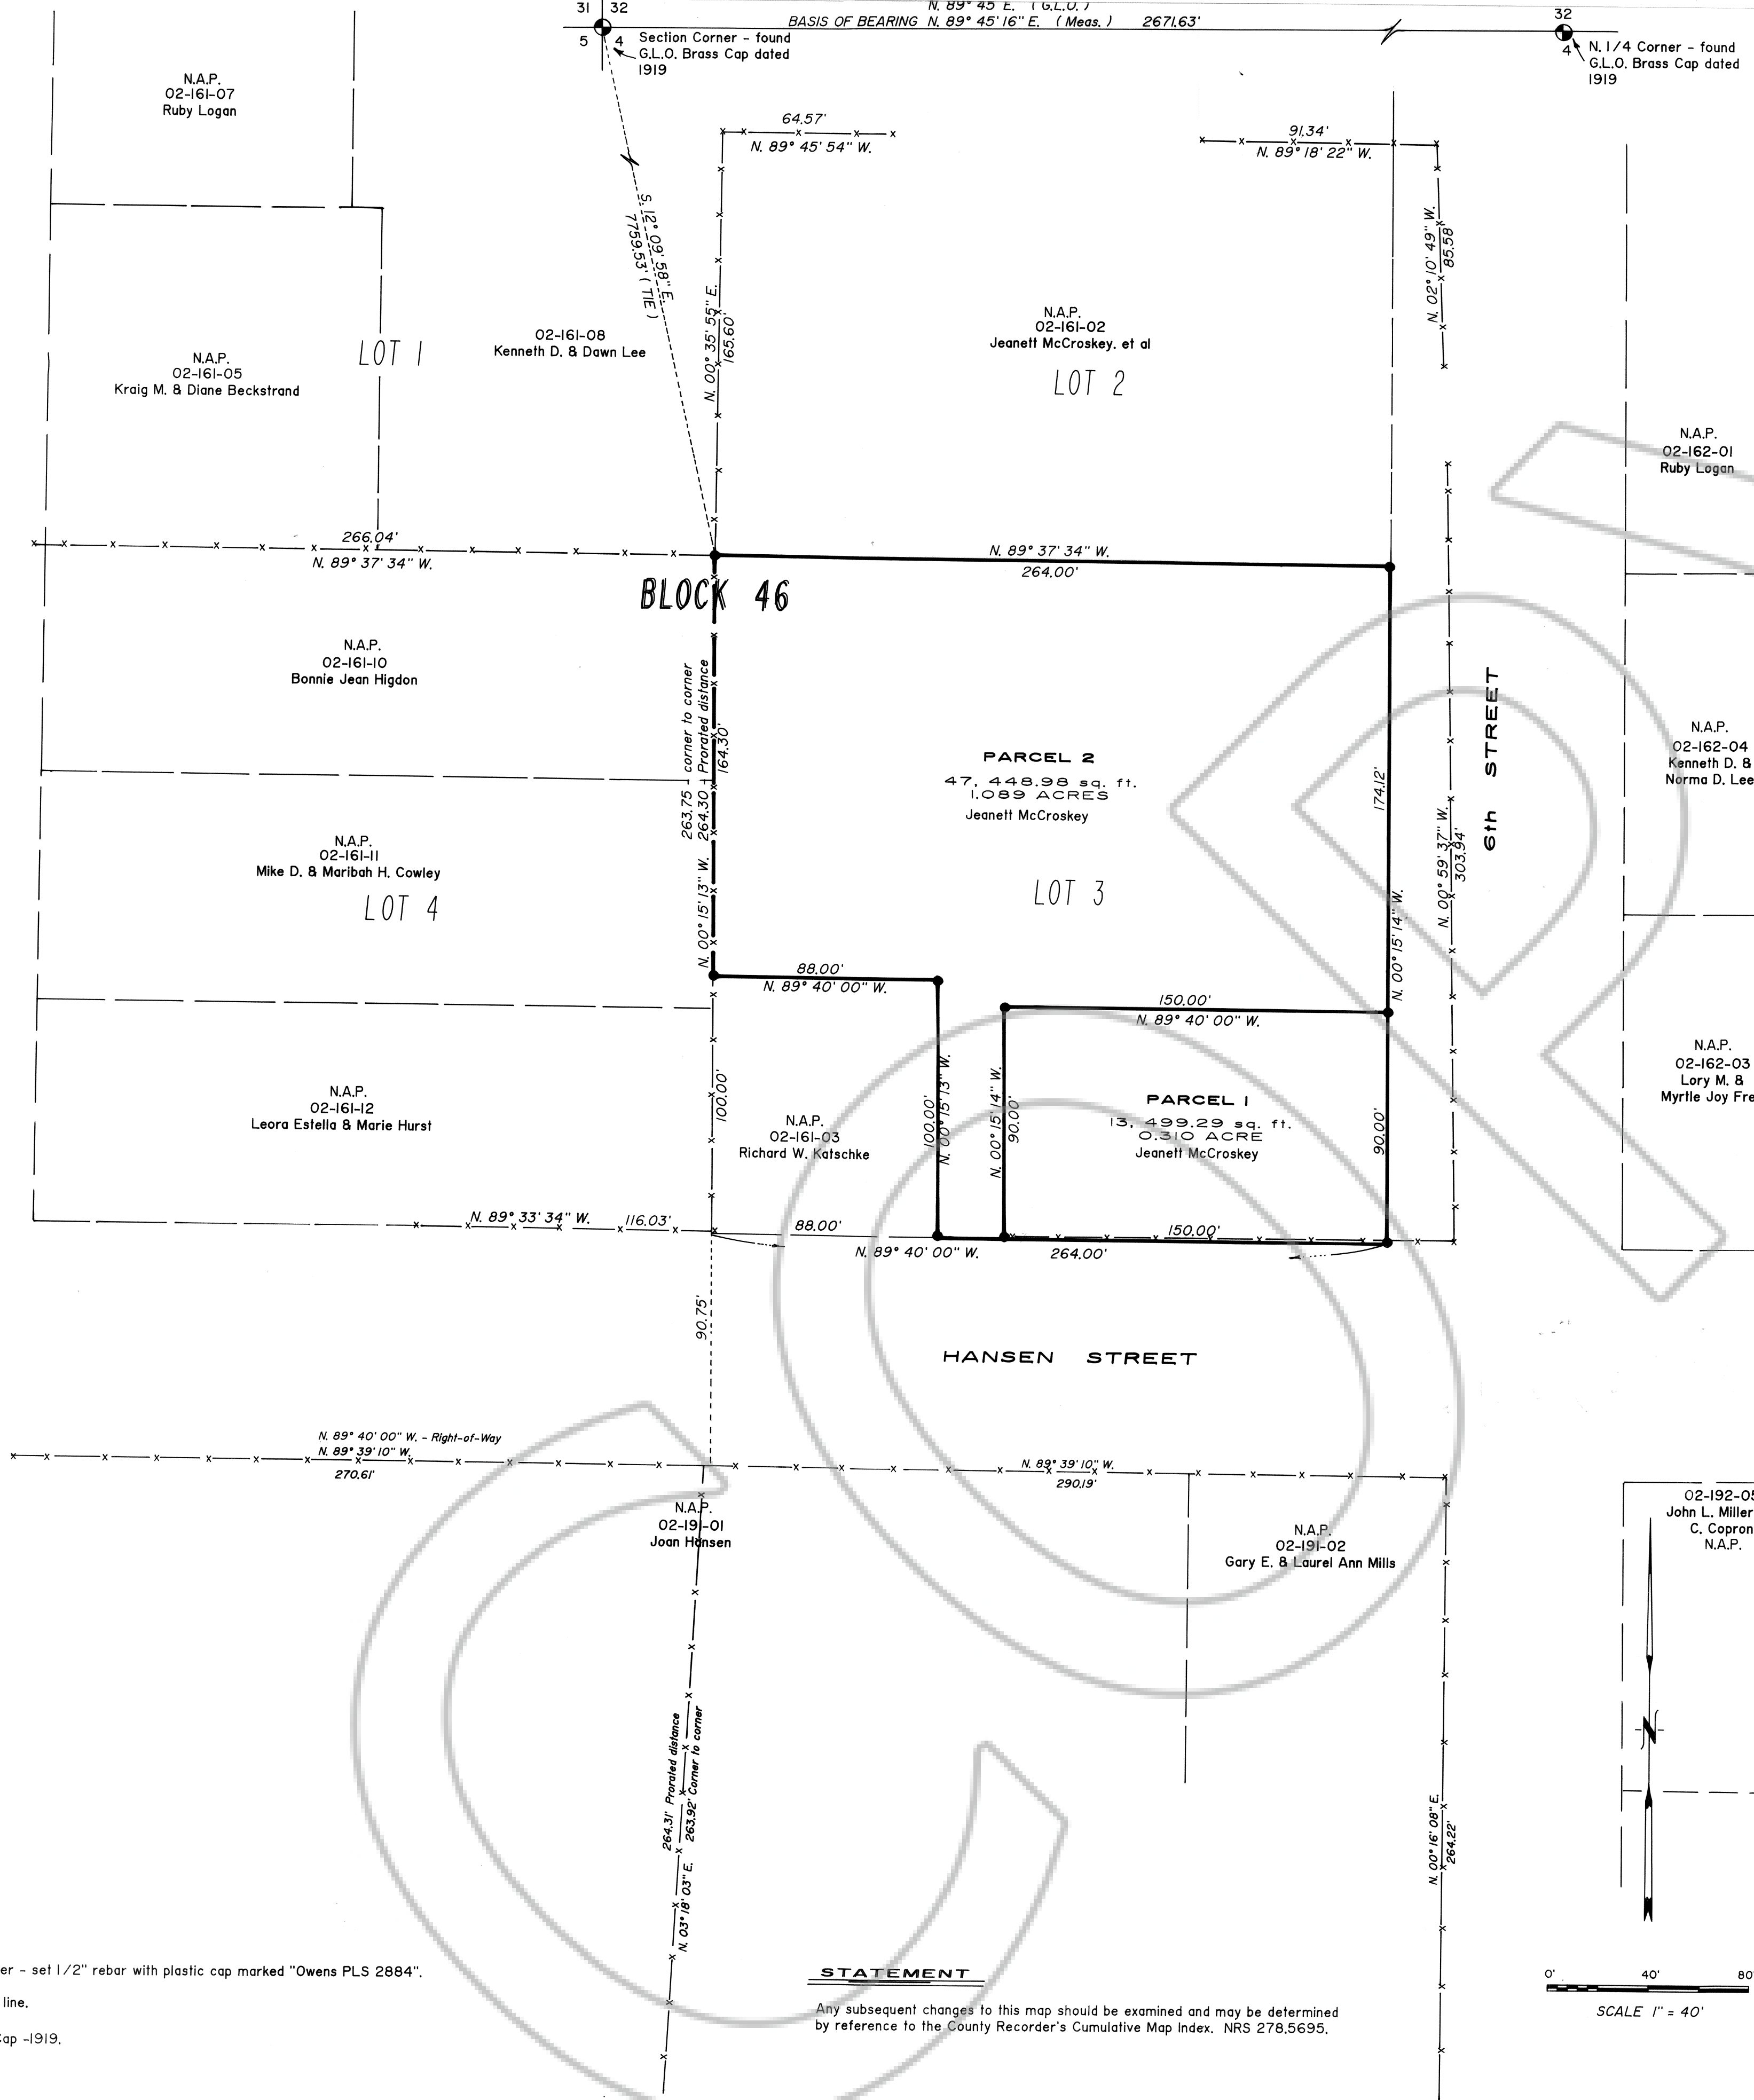 N. 89° 45' E. ( G.L.O. )
BASIS OF BEARING N. 89° 45' 16" E. ( Meas. ) 2671.63'
31 32
5 4
Section Corner - found
G.L.O. Brass Cap dated
1919
32
4
N. 1/4 Corner - found
G.L.O. Brass Cap dated
1919
N.A.P.
02-161-07
Ruby Logan
64.57'
N. 89° 45' 54" W.
91.34'
N. 89° 18' 22" W.
S. 12° 09' 58" E.
7759.53' ( TIE )
N. 00° 35' 55" E.
165.60'
N. 02° 10' 49" W.
85.58'
N.A.P.
02-161-05
Kraig M. & Diane Beckstrand
LOT 1
02-161-08
Kenneth D. & Dawn Lee
N.A.P.
02-161-02
Jeanett McCroskey. et al
LOT 2
N.A.P.
02-162-01
Ruby Logan
266.04'
N. 89° 37' 34" W.
N. 89° 37' 34" W.
264.00'
BLOCK 46
N.A.P.
02-161-10
Bonnie Jean Higdon
263.75 - corner to corner
N. 00° 15' 13" W. 264.30 - Prorated distance
164.30'
PARCEL 2
47, 448.98 sq. ft.
1.089 ACRES
Jeanett McCroskey
LOT 3
174.12'
N. 00° 15' 14" W.
N. 00° 59' 37" W.
303.94'
6th STREET
N.A.P.
02-162-04
Kenneth D. &
Norma D. Lee
N.A.P.
02-161-11
Mike D. & Maribah H. Cowley
LOT 4
88.00'
N. 89° 40' 00" W.
150.00'
N. 89° 40' 00" W.
N.A.P.
02-161-12
Leora Estella & Marie Hurst
100.00'
N.A.P.
02-161-03
Richard W. Katschke
100.00'
N. 00° 15' 13" W.
N. 00° 15' 14" W.
90.00'
PARCEL 1
13, 499.29 sq. ft.
0.310 ACRE
Jeanett McCroskey
90.00'
N.A.P.
02-162-03
Lory M. &
Myrtle Joy Fre
N. 89° 33' 34" W. 116.03'
88.00'
150.00'
N. 89° 40' 00" W. 264.00'
90.75'
HANSEN STREET
N. 89° 40' 00" W. - Right-of-Way
N. 89° 39' 10" W.
270.61'
N. 89° 39' 10" W.
290.19'
N.A.P.
02-191-01
Joan Hansen
N.A.P.
02-191-02
Gary E. & Laurel Ann Mills
02-192-05
John L. Miller
C. Copron
N.A.P.
264.31' Prorated distance
N. 03° 18' 03" E. 263.92' Corner to corner
N. 00° 16' 08" E.
264.22'
N
er - set 1/2" rebar with plastic cap marked "Owens PLS 2884".
line.
Cap -1919.
STATEMENT
Any subsequent changes to this map should be examined and may be determined
by reference to the County Recorder's Cumulative Map Index. NRS 278.5695.
0' 40' 80'
SCALE 1" = 40'
COP